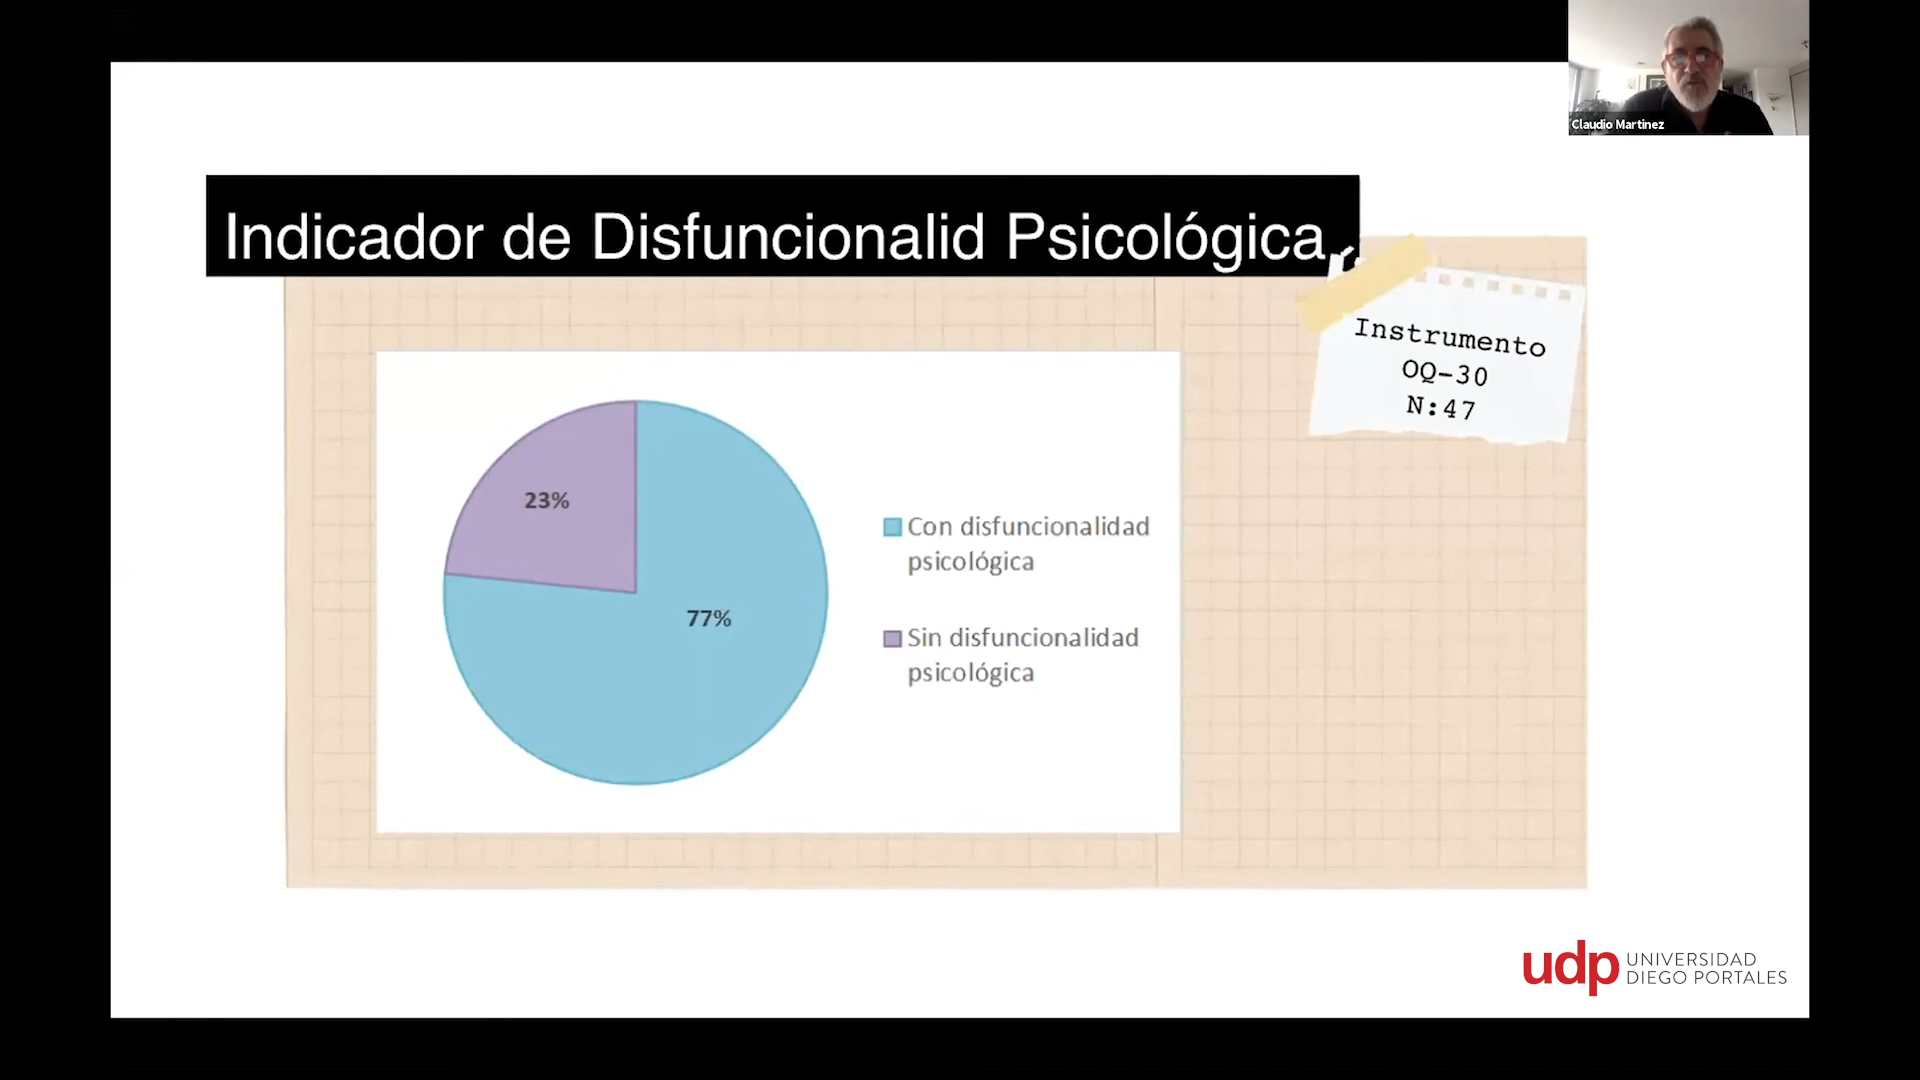 Claudio Martinez
Indicador de Disfuncionalid Psicológica
Instrumento
OQ-30
N:47
23%
77%
Con disfuncionalidad
psicológica
Sin disfuncionalidad
psicológica
udp UNIVERSIDAD
DIEGO PORTALES